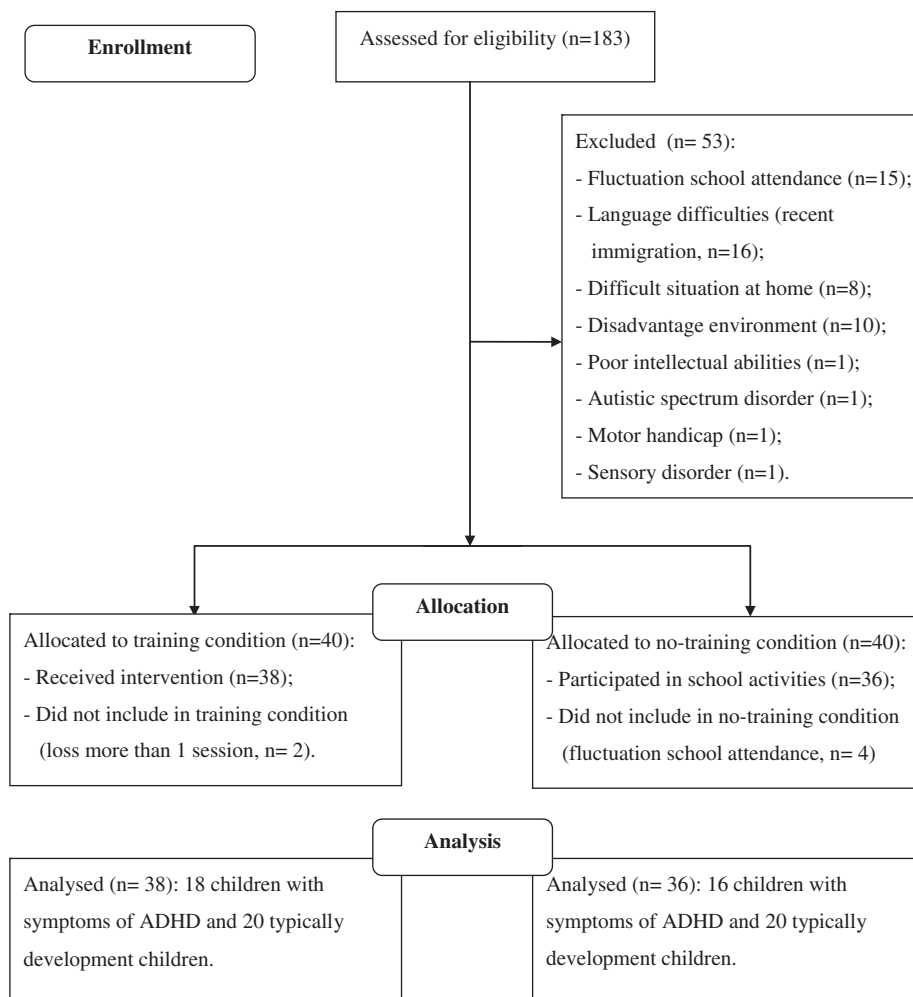 Enrollment
Assessed for eligibility (n=183)
Excluded (n= 53):
- Fluctuation school attendance (n=15);
- Language difficulties (recent
immigration, n=16);
- Difficult situation at home (n=8);
- Disadvantage environment (n=10);
- Poor intellectual abilities (n=1);
- Autistic spectrum disorder (n=1);
- Motor handicap (n=1);
- Sensory disorder (n=1).
Allocation
Allocated to training condition (n=40):
- Received intervention (n=38);
- Did not include in training condition
(loss more than 1 session, n= 2).
Allocated to no-training condition (n=40):
- Participated in school activities (n=36);
- Did not include in no-training condition
(fluctuation school attendance, n= 4)
Analysis
Analysed (n= 38): 18 children with
symptoms of ADHD and 20 typically
development children.
Analysed (n= 36): 16 children with
symptoms of ADHD and 20 typically
development children.